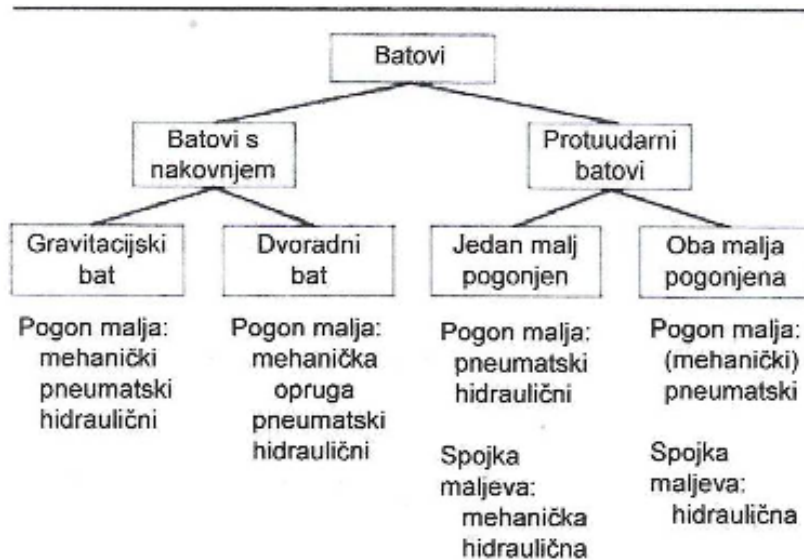 Batovi
Batovi s
nakovnjem
Protuudarni
batovi
Gravitacijski
bat
Dvoradni
bat
Jedan malj
pogonjen
Oba malja
pogonjena
Pogon malja:
mehanički
pneumatski
hidraulični
Pogon malja:
mehanička
opruga
pneumatski
hidraulični
Pogon malja:
pneumatski
hidraulični
Spojka
maljeva:
mehanička
hidraulična
Pogon malja:
(mehanički)
pneumatski
Spojka
maljeva:
hidraulična